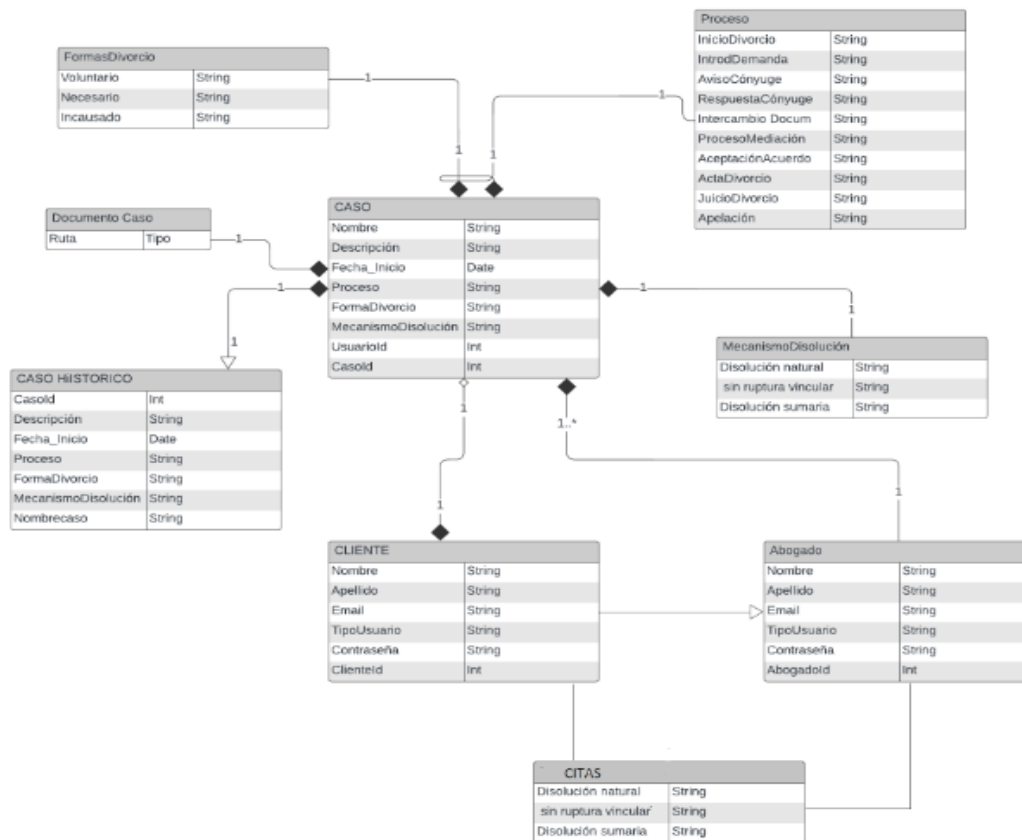 FormasDivorcio
Voluntario String
Necesario String
Incausado String
1
1
Proceso
InicioDivorcio String
IntrodDemanda String
AvisoCónyuge String
RespuestaCónyuge String
Intercambio Docum String
ProcesoMediación String
AceptaciónAcuerdo String
ActaDivorcio String
JuicioDivorcio String
Apelación String
1
1
Documento Caso
Ruta Tipo
1
CASO
Nombre String
Descripción String
Fecha_Inicio Date
Proceso String
FormaDivorcio String
MecanismoDisolución String
UsuarioId Int
CasoId Int
1
1
1
1
MecanismoDisolución
Disolución natural String
sin ruptura vincular String
Disolución sumaria String
CASO HiISTORICO
CasoId Int
Descripción String
Fecha_Inicio Date
Proceso String
FormaDivorcio String
MecanismoDisolución String
Nombrecaso String
1
1
1..*
1
CLIENTE
Nombre String
Apellido String
Email String
TipoUsuario String
Contraseña String
ClienteId Int
Abogado
Nombre String
Apellido String
Email String
TipoUsuario String
Contraseña String
AbogadoId Int
CITAS
Disolución natural String
sin ruptura vincular String
Disolución sumaria String